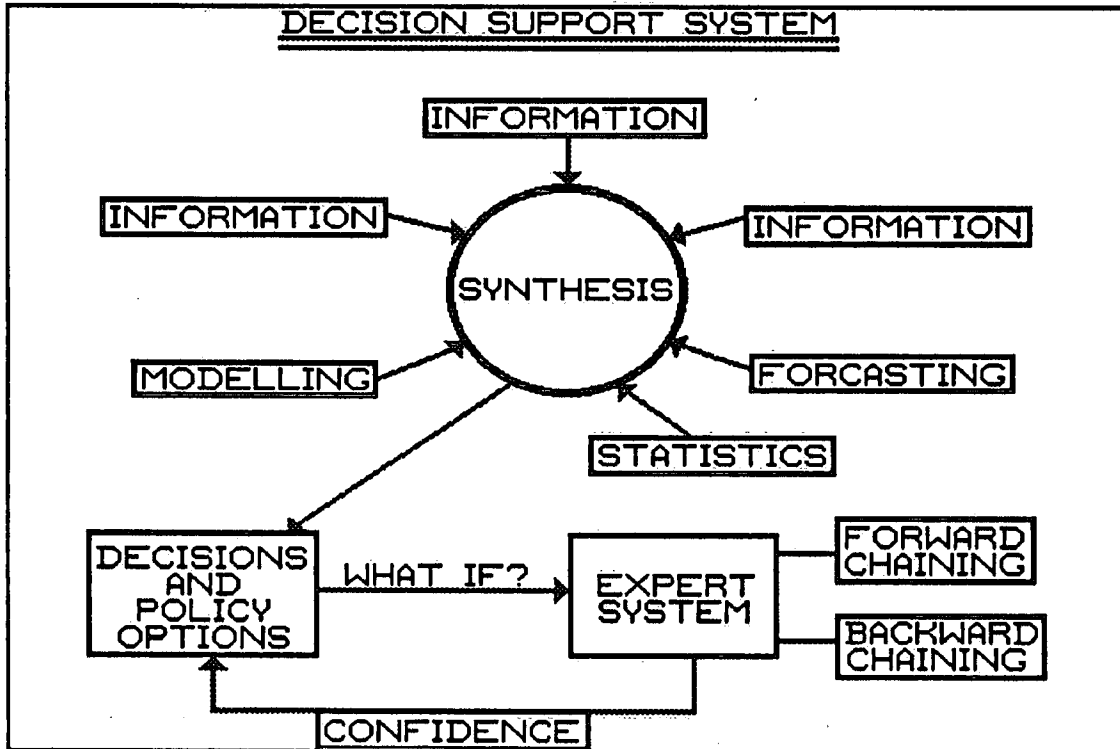 DECISION SUPPORT SYSTEM
INFORMATION
INFORMATION
INFORMATION
SYNTHESIS
MODELLING
FORCASTING
STATISTICS
DECISIONS
AND
POLICY
OPTIONS
WHAT IF?
EXPERT
SYSTEM
FORWARD
CHAINING
BACKWARD
CHAINING
CONFIDENCE